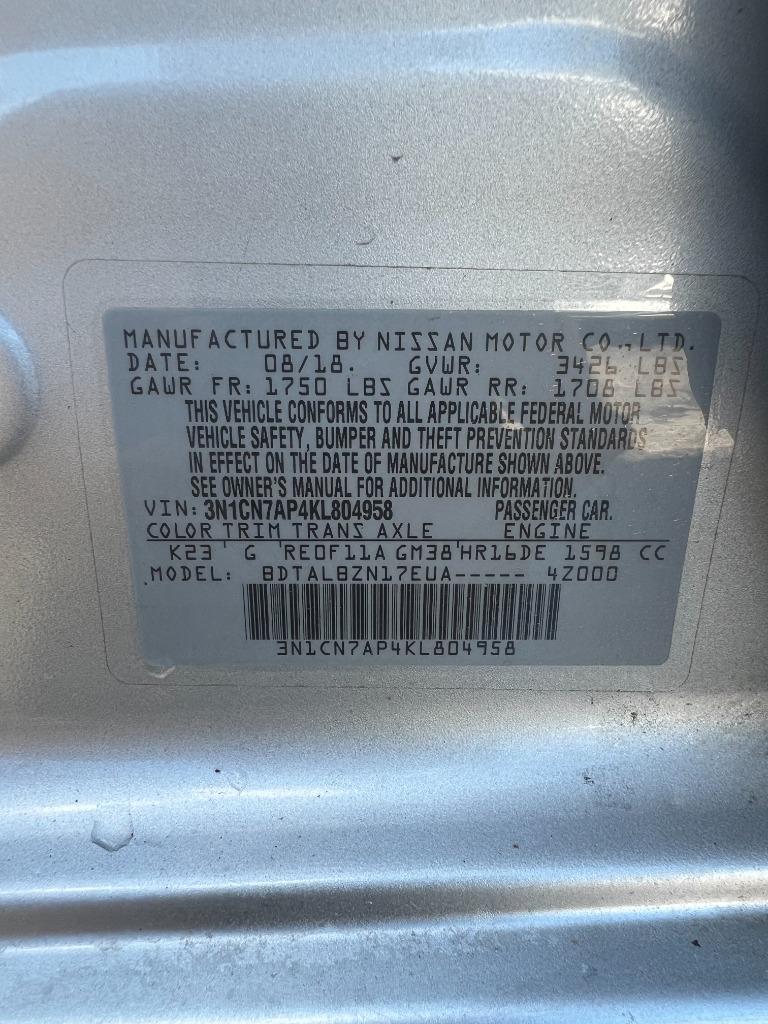 MANUFACTURED BY NISSAN MOTOR CO., LTD.
DATE: 08/18. GVWR: 3426 LBS
GAWR FR: 1750 LBS GAWR RR: 1708 LBS
THIS VEHICLE CONFORMS TO ALL APPLICABLE FEDERAL MOTOR
VEHICLE SAFETY, BUMPER AND THEFT PREVENTION STANDARDS
IN EFFECT ON THE DATE OF MANUFACTURE SHOWN ABOVE.
SEE OWNER'S MANUAL FOR ADDITIONAL INFORMATION.
VIN: 3N1CN7AP4KL804958 PASSENGER CAR.
COLOR TRIM TRANS AXLE ENGINE
K23 ' G 'RE0F11A GM38'HR16DE 1598 CC
MODEL: BDTALBZN17EUA----- 4Z000
3N1CN7AP4KL804958